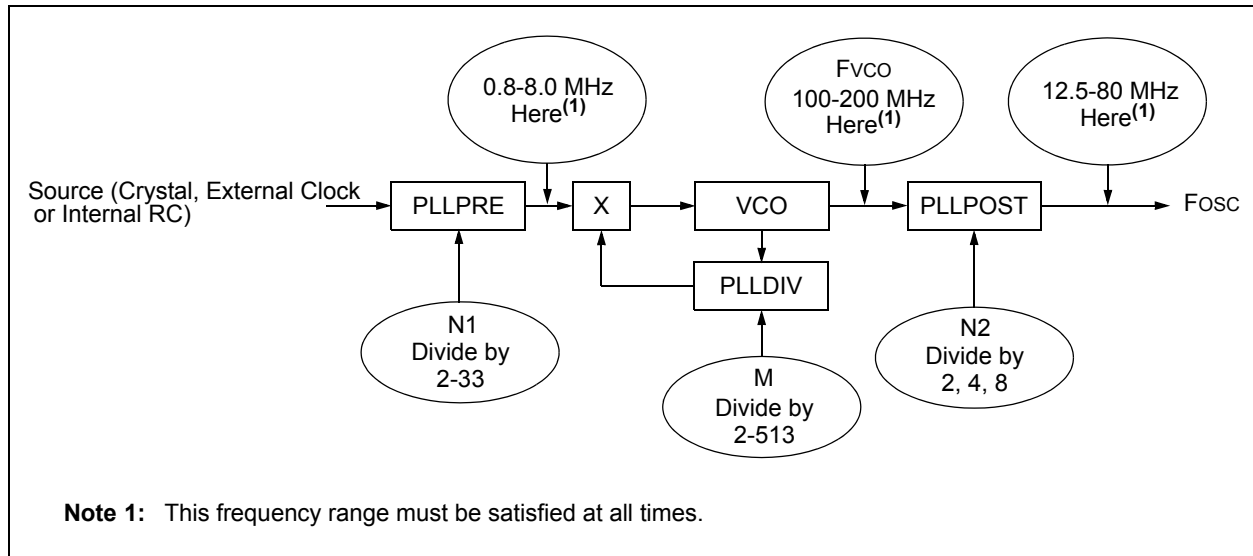 0.8-8.0 MHz
Here(1)
FVCO
100-200 MHz
Here(1)
12.5-80 MHz
Here(1)
Source (Crystal, External Clock
or Internal RC)
PLLPRE
X
VCO
PLLPOST
FOSC
PLLDIV
N1
Divide by
2-33
M
Divide by
2-513
N2
Divide by
2, 4, 8
Note 1: This frequency range must be satisfied at all times.